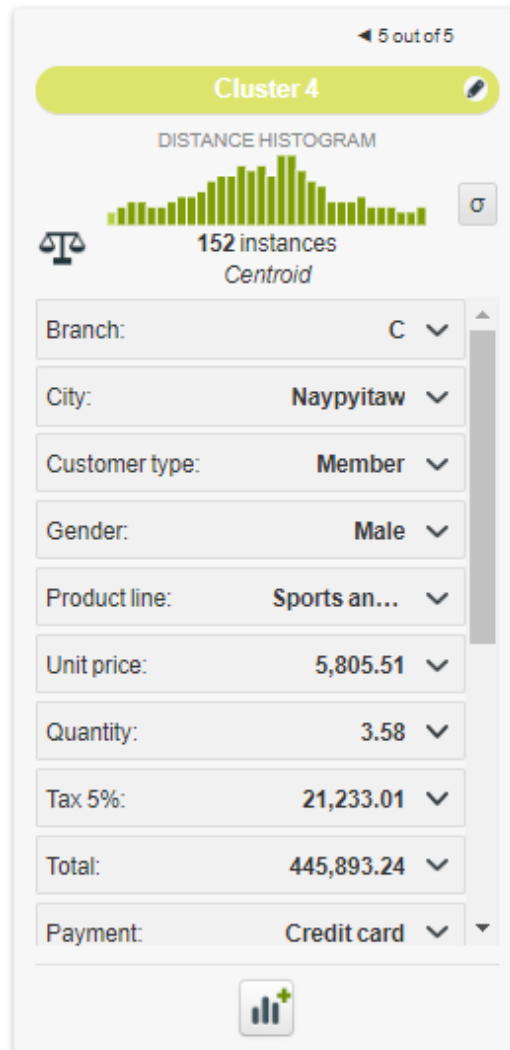 ◄ 5 out of 5
Cluster 4
DISTANCE HISTOGRAM
σ
152 instances
Centroid
Branch: C
City: Naypyitaw
Customer type: Member
Gender: Male
Product line: Sports an...
Unit price: 5,805.51
Quantity: 3.58
Tax 5%: 21,233.01
Total: 445,893.24
Payment: Credit card